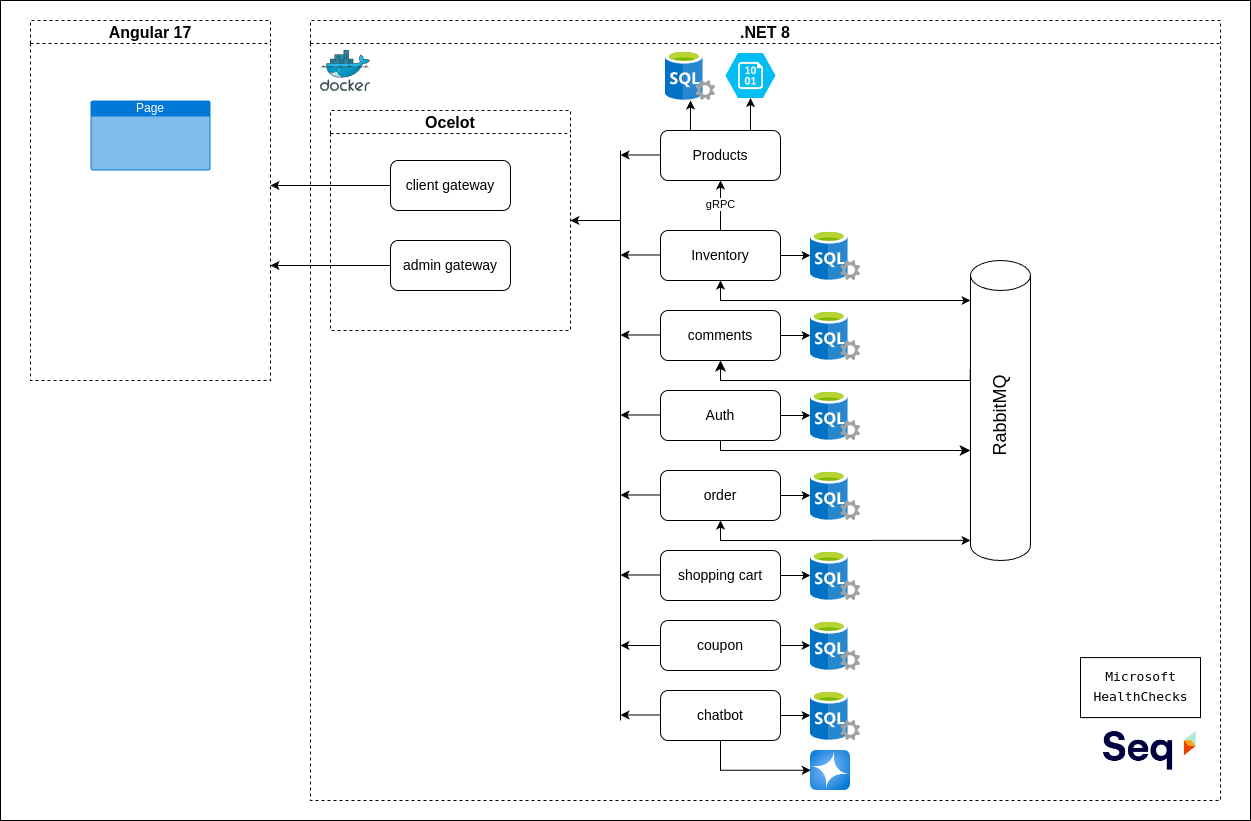 Angular 17
.NET 8
Page
docker
Ocelot
client gateway
admin gateway
SQL
10
01
Products
gRPC
Inventory
SQL
comments
SQL
Auth
SQL
order
SQL
shopping cart
SQL
coupon
SQL
chatbot
SQL
RabbitMQ
Microsoft
HealthChecks
Seq